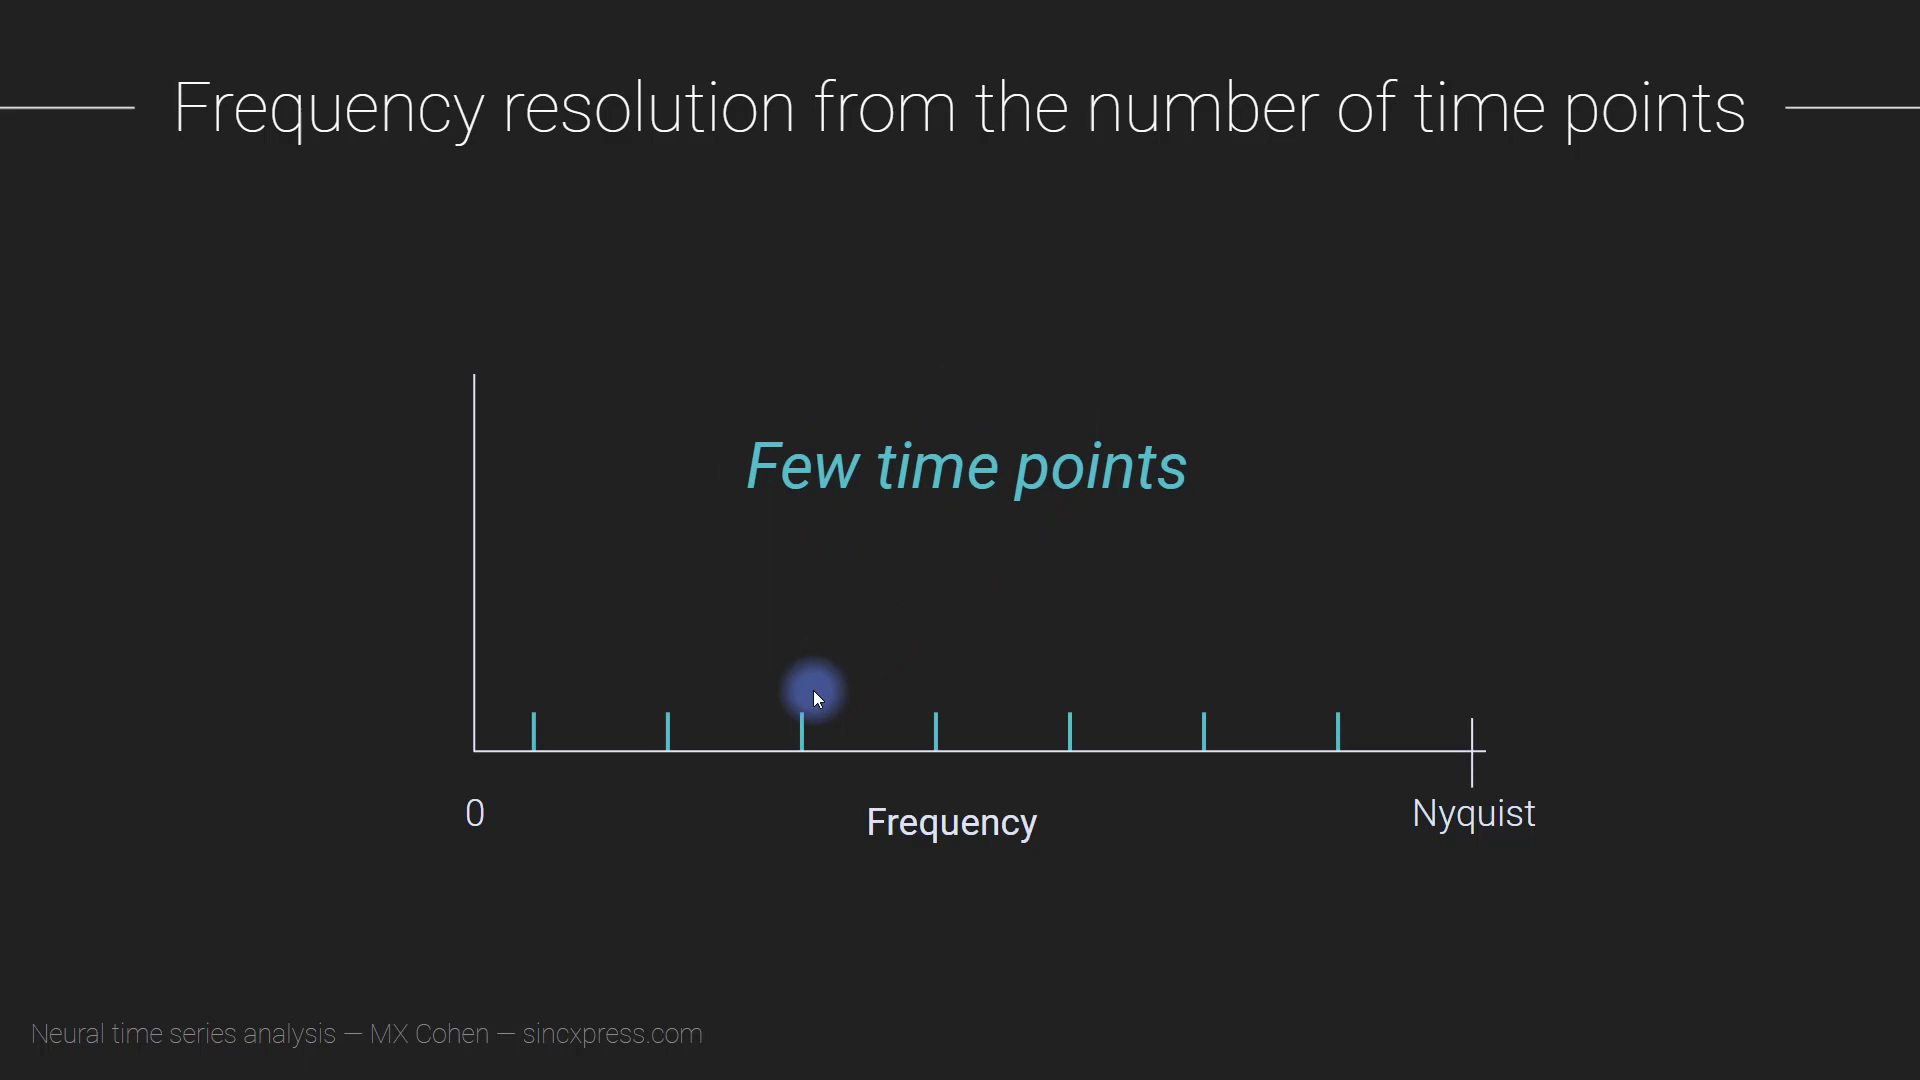 Frequency resolution from the number of time points
Few time points
0
Frequency
Nyquist
Neural time series analysis — MX Cohen — sincxpress.com